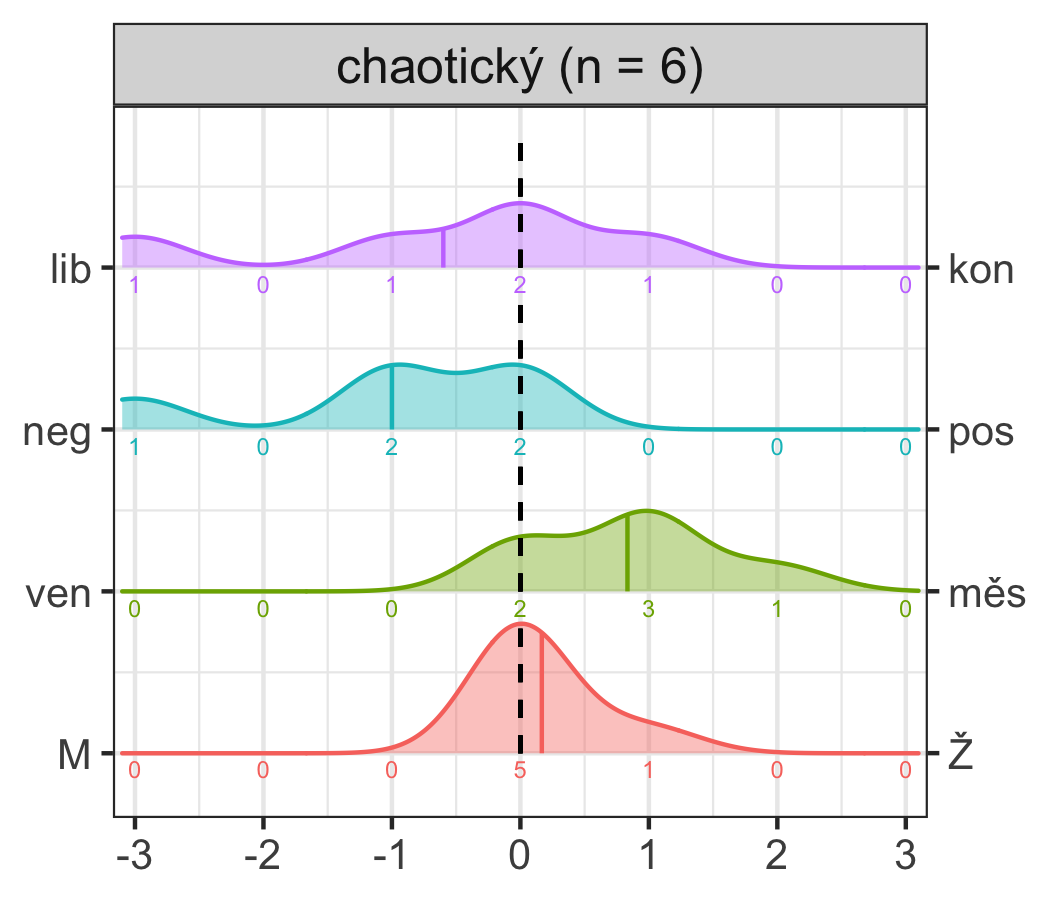 chaotický (n = 6)
lib kon
1 0 1 2 1 0 0
neg pos
1 0 2 2 0 0 0
ven měs
0 0 0 2 3 1 0
M Ž
0 0 0 5 1 0 0
-3 -2 -1 0 1 2 3